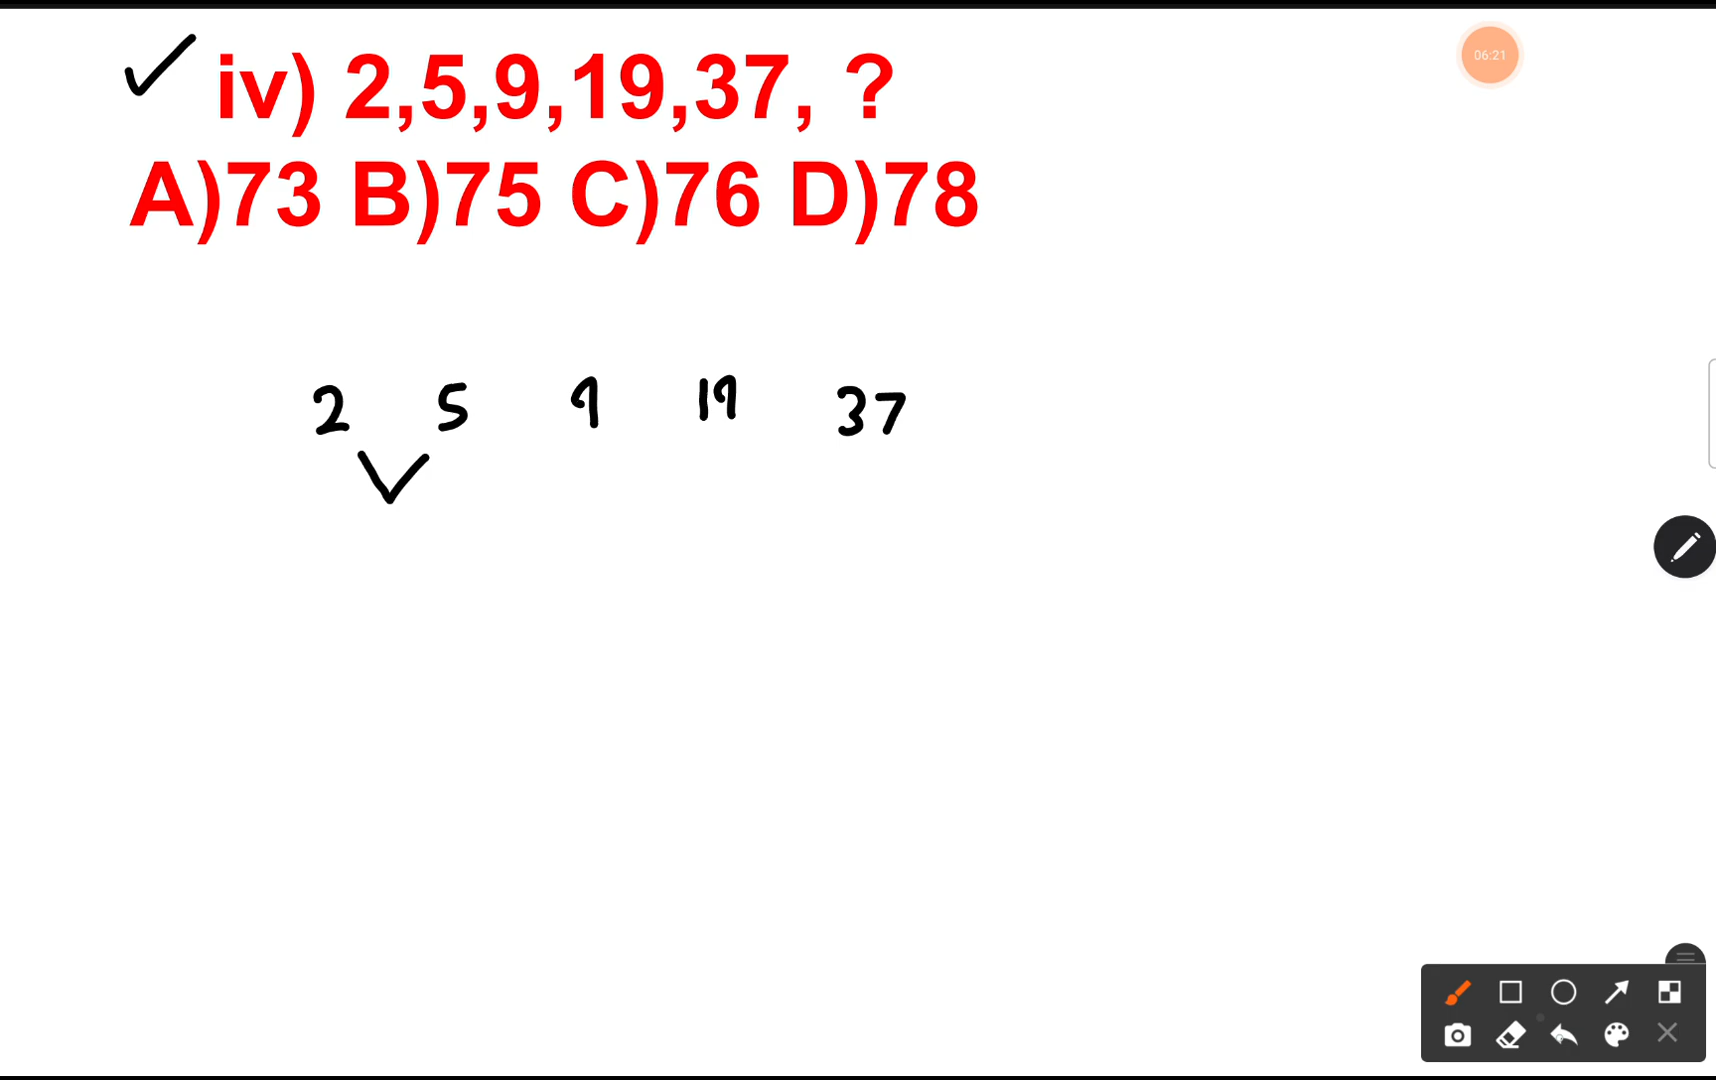 iv) 2,5,9,19,37, ?
06:21
A)73 B)75 C)76 D)78
2 5 9 19 37